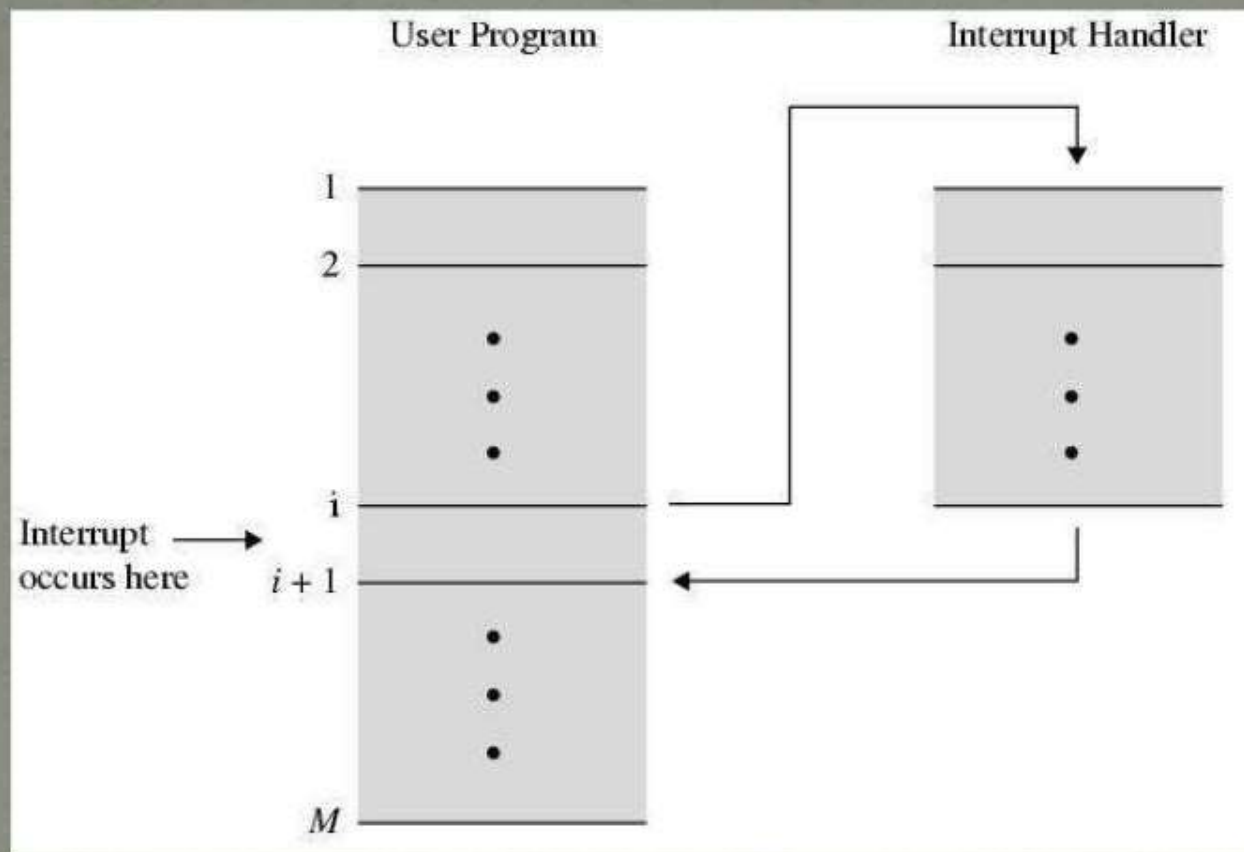 User Program
Interrupt Handler
1
2
i
Interrupt
occurs here
i + 1
M